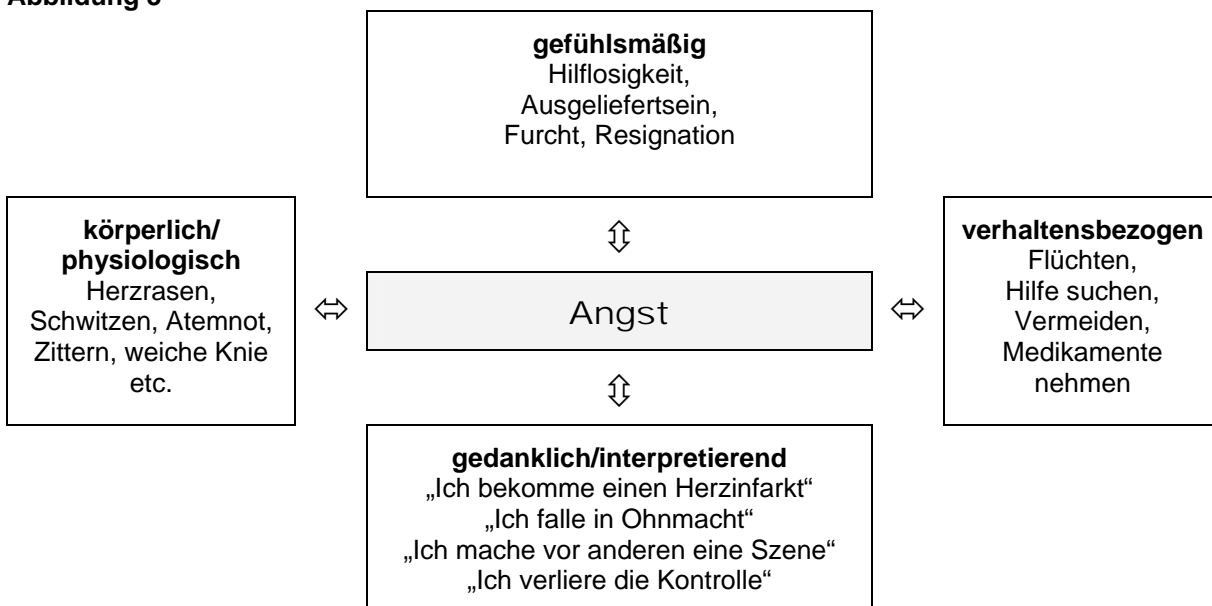 gefühlsmäßig
Hilflosigkeit,
Ausgeliefertsein,
Furcht, Resignation
körperlich/
physiologisch
Herzrasen,
Schwitzen, Atemnot,
Zittern, weiche Knie
etc.
Angst
verhaltensbezogen
Flüchten,
Hilfe suchen,
Vermeiden,
Medikamente
nehmen
gedanklich/interpretierend
„Ich bekomme einen Herzinfarkt“
„Ich falle in Ohnmacht“
„Ich mache vor anderen eine Szene“
„Ich verliere die Kontrolle“